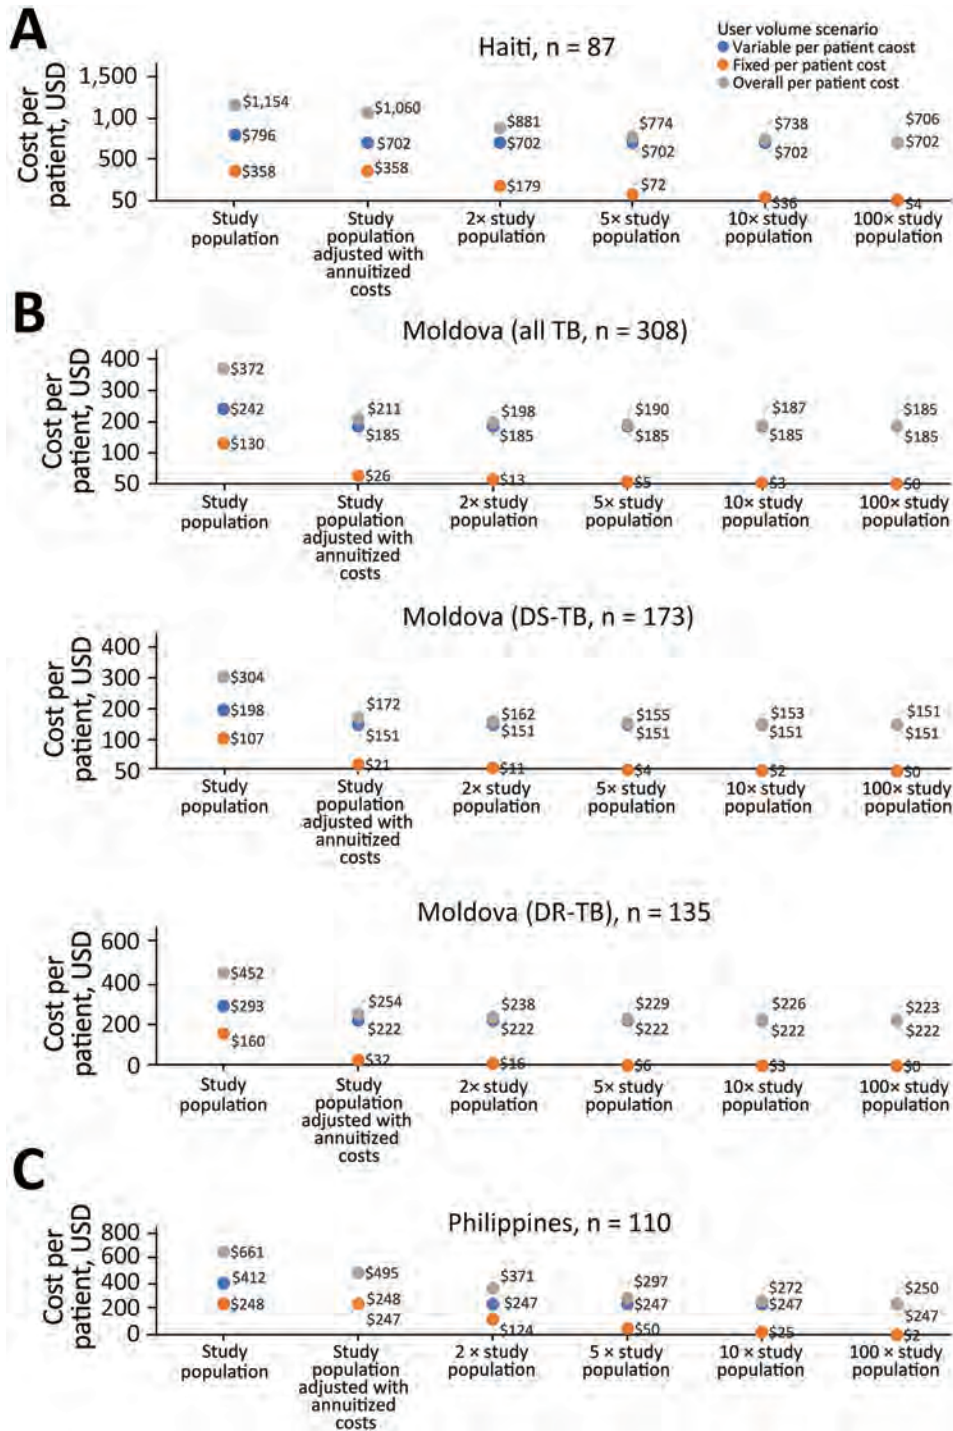 A
Haiti, n = 87
User volume scenario
Variable per patient caost
Fixed per patient cost
Overall per patient cost
Cost per
patient, USD
1,500
1,00
500
50
$1,154
$796
$358
$1,060
$702
$358
$881
$702
$179
$774
$702
$72
$738
$702
$36
$706
$702
$4
Study
population
Study
population
adjusted with
annuitized
costs
2× study
population
5× study
population
10× study
population
100× study
population
B
Moldova (all TB, n = 308)
Cost per
patient, USD
400
300
200
100
50
$372
$242
$130
$211
$185
$26
$198
$185
$13
$190
$185
$5
$187
$185
$3
$185
$185
$0
Study
population
Study
population
adjusted with
annuitized
costs
2× study
population
5× study
population
10× study
population
100× study
population
Moldova (DS-TB, n = 173)
Cost per
patient, USD
400
300
200
100
50
$304
$198
$107
$172
$151
$21
$162
$151
$11
$155
$151
$4
$153
$151
$2
$151
$151
$0
Study
population
Study
population
adjusted with
annuitized
costs
2× study
population
5× study
population
10× study
population
100× study
population
Moldova (DR-TB), n = 135
Cost per
patient, USD
600
400
200
0
$452
$293
$160
$254
$222
$32
$238
$222
$16
$229
$222
$6
$226
$222
$3
$223
$222
$0
Study
population
Study
population
adjusted with
annuitized
costs
2× study
population
5× study
population
10× study
population
100× study
population
C
Philippines, n = 110
Cost per
patient, USD
800
600
400
200
0
$661
$412
$248
$495
$248
$247
$371
$247
$124
$297
$247
$50
$272
$247
$25
$250
$247
$2
Study
population
Study
population
adjusted with
annuitized
costs
2 × study
population
5 × study
population
10 × study
population
100 × study
population